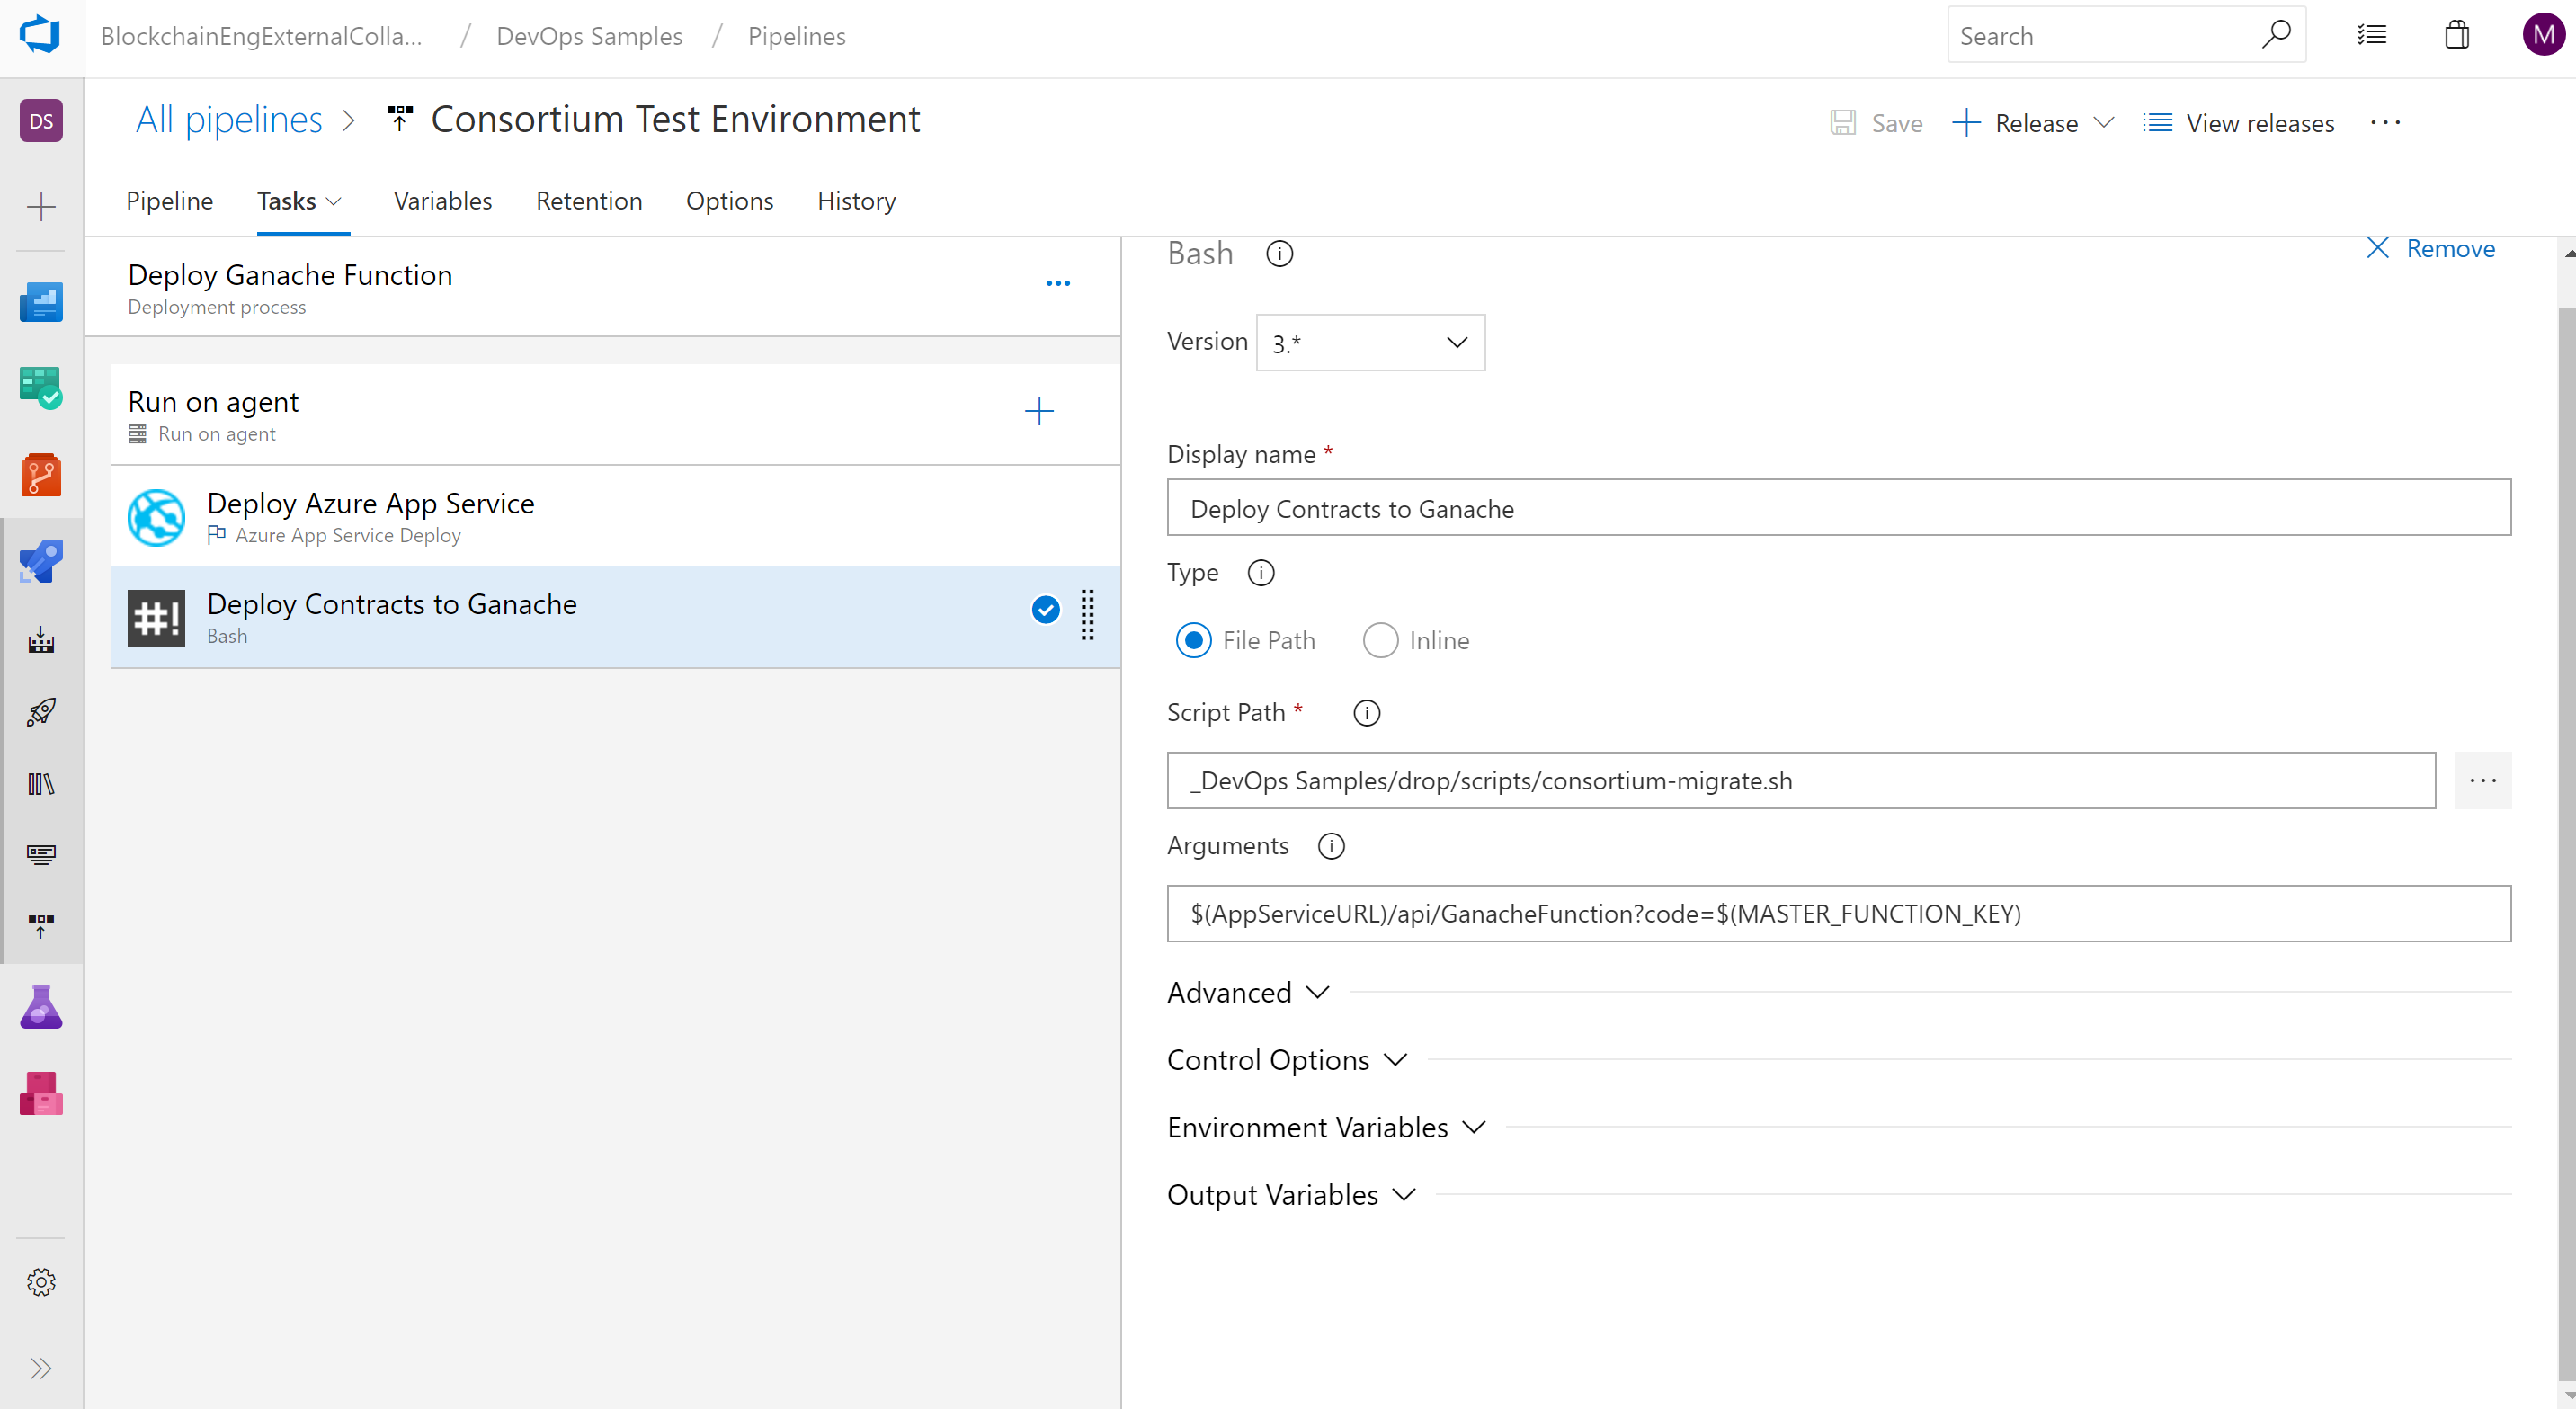 BlockchainEngExternalColla... / DevOps Samples / Pipelines
Search
M
DS
All pipelines > Consortium Test Environment
Save
Release
View releases
...
Pipeline
Tasks
Variables
Retention
Options
History
Deploy Ganache Function
Deployment process
Run on agent
Run on agent
Deploy Azure App Service
Azure App Service Deploy
#!
Deploy Contracts to Ganache
Bash
Bash
Remove
Version
3.*
Display name *
Deploy Contracts to Ganache
Type
File Path
Inline
Script Path *
_DevOps Samples/drop/scripts/consortium-migrate.sh
...
Arguments
$(AppServiceURL)/api/GanacheFunction?code=$(MASTER_FUNCTION_KEY)
Advanced
Control Options
Environment Variables
Output Variables